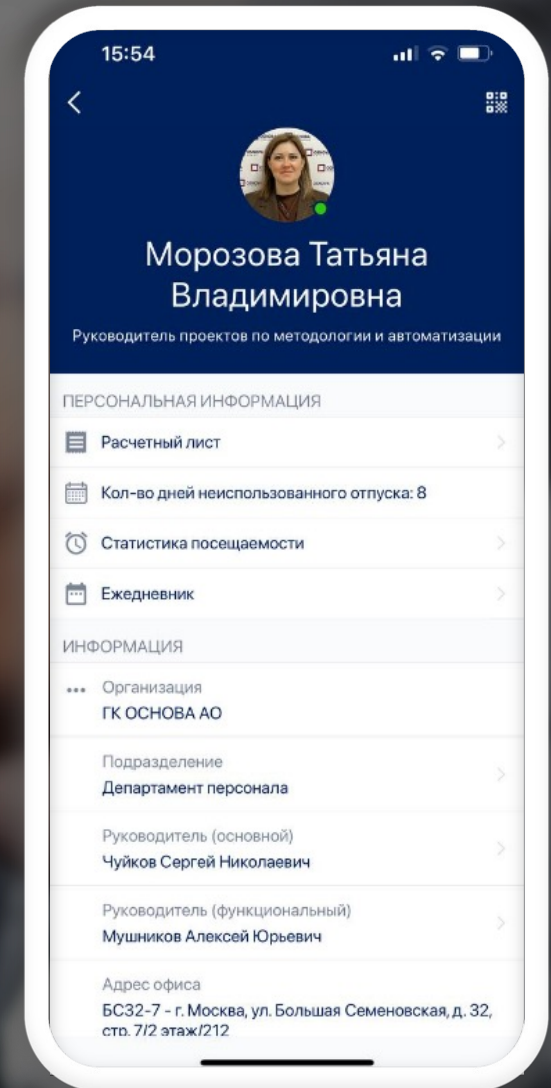 15:54
Морозова Татьяна
Владимировна
Руководитель проектов по методологии и автоматизации
ПЕРСОНАЛЬНАЯ ИНФОРМАЦИЯ
Расчетный лист
Кол-во дней неиспользованного отпуска: 8
Статистика посещаемости
Ежедневник
ИНФОРМАЦИЯ
Организация
ГК ОСНОВА АО
Подразделение
Департамент персонала
Руководитель (основной)
Чуйков Сергей Николаевич
Руководитель (функциональный)
Мушников Алексей Юрьевич
Адрес офиса
БС32-7 - г. Москва, ул. Большая Семеновская, д. 32,
стр. 7/2 этаж/212